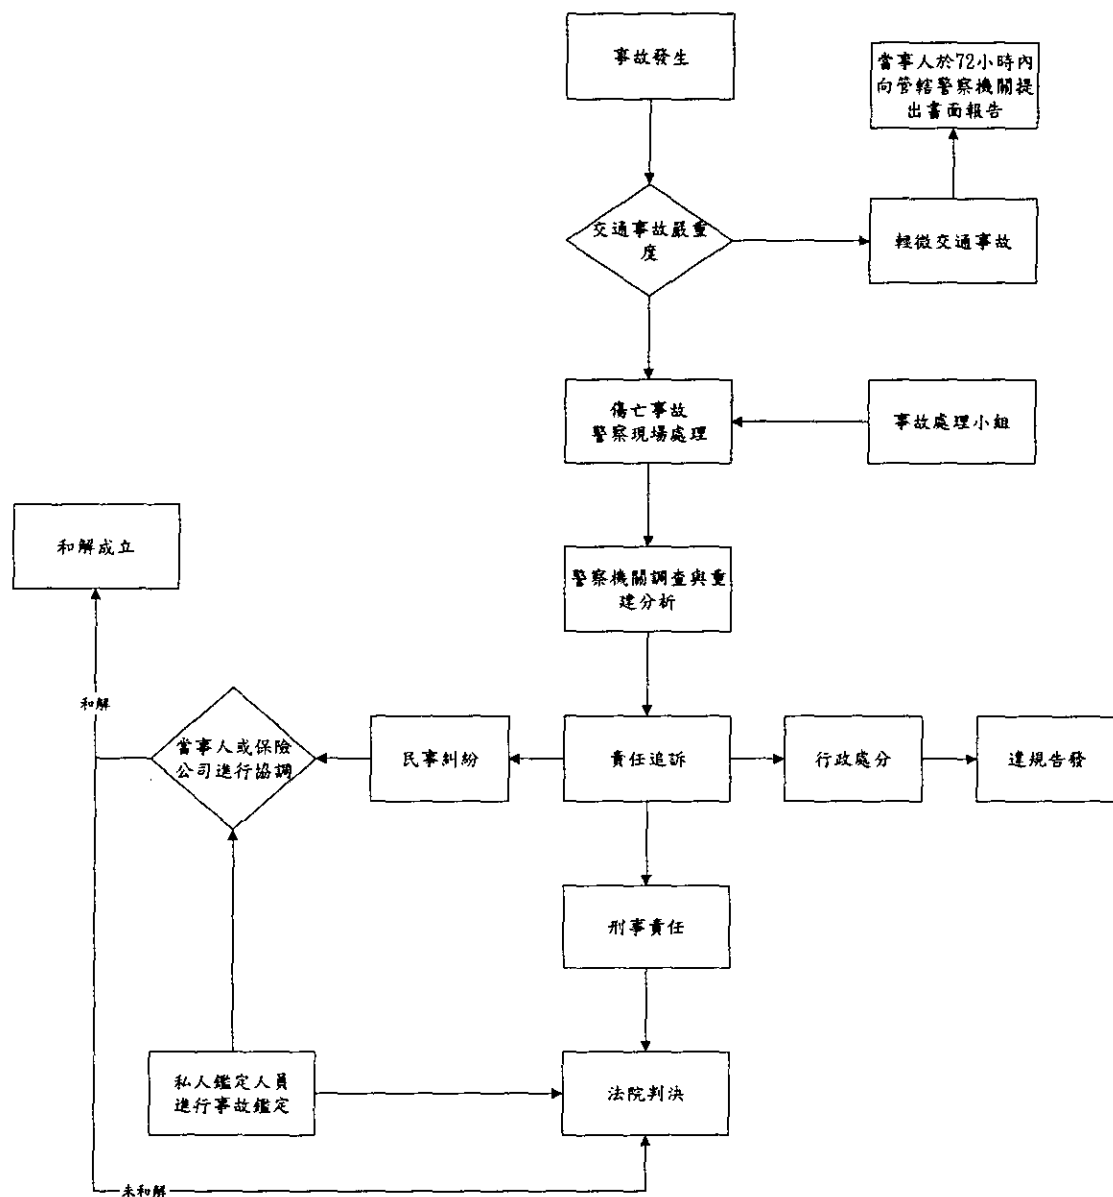 事故發生
當事人於72小時內
向管轄警察機關提
出書面報告
交通事故嚴重
度
輕微交通事故
傷亡事故
警察現場處理
事故處理小組
和解成立
警察機關調查與重
建分析
和解
當事人或保險
公司進行協調
民事糾紛
責任追訴
行政處分
違規告發
刑事責任
私人鑑定人員
進行事故鑑定
法院判決
未和解